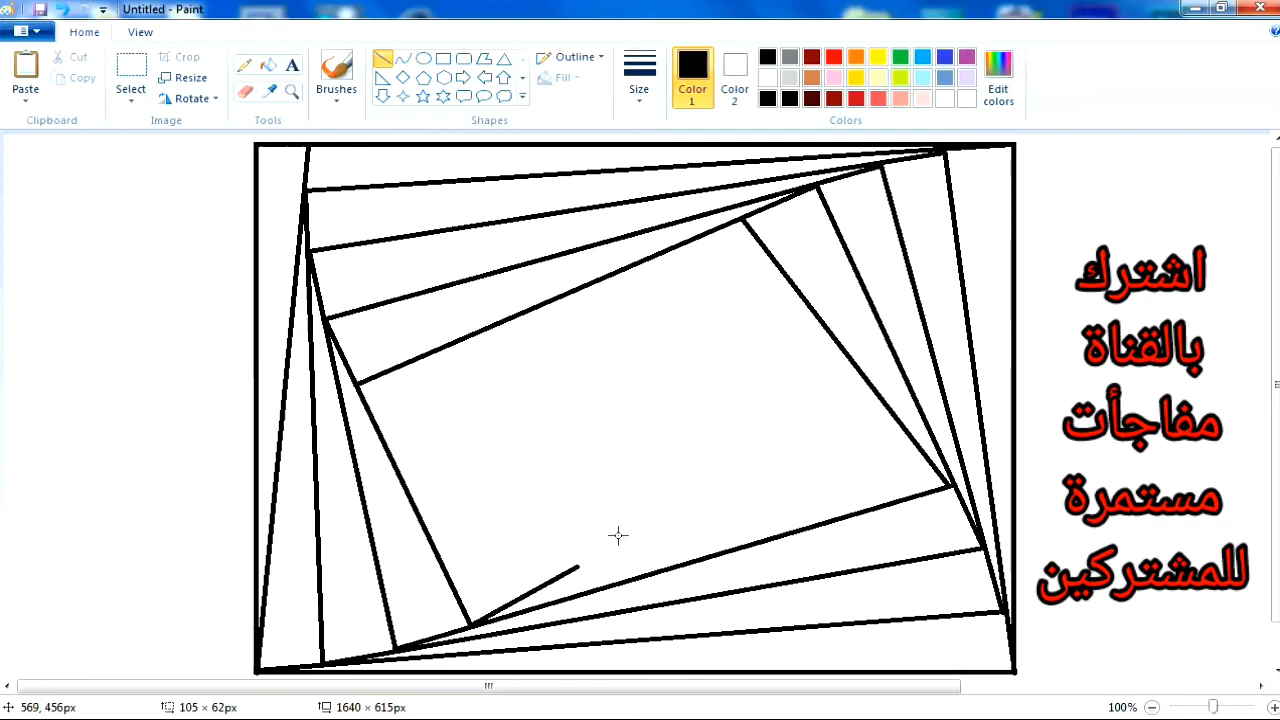 Untitled - Paint
Home
View
Paste
Cut
Copy
Clipboard
Select
Crop
Resize
Rotate
Image
A
Tools
Brushes
Outline
Fill
Shapes
Size
Color 1
Color 2
Edit colors
Colors
اشترك
بالقناة
مفاجأت
مستمرة
للمشتركين
569, 456px
105 × 62px
1640 × 615px
100%